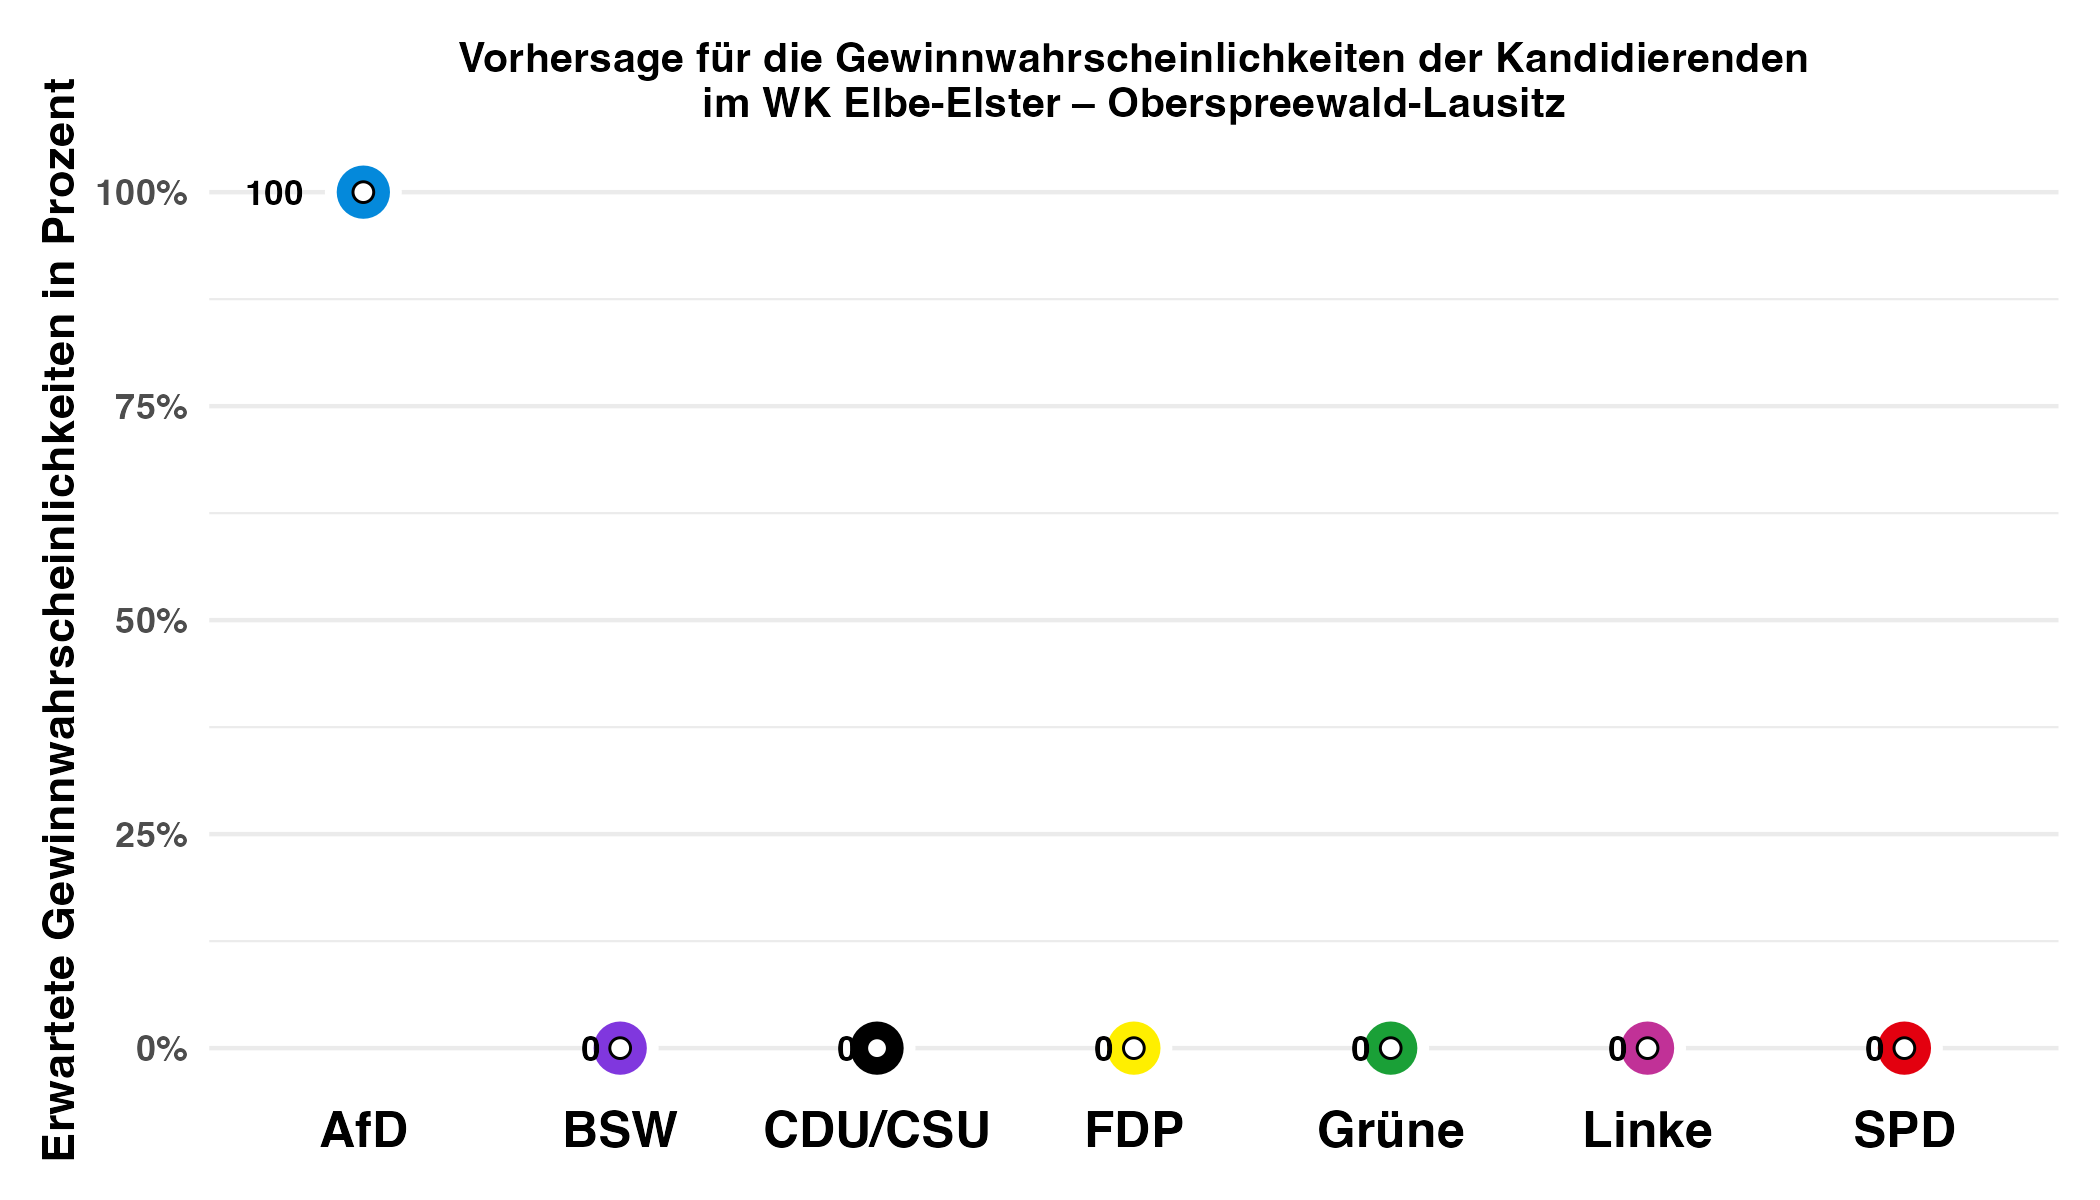 Vorhersage für die Gewinnwahrscheinlichkeiten der Kandidierenden
im WK Elbe-Elster – Oberspreewald-Lausitz
Erwartete Gewinnwahrscheinlichkeiten in Prozent
100%
75%
50%
25%
0%
100
0
0
0
0
0
0
AfD
BSW
CDU/CSU
FDP
Grüne
Linke
SPD